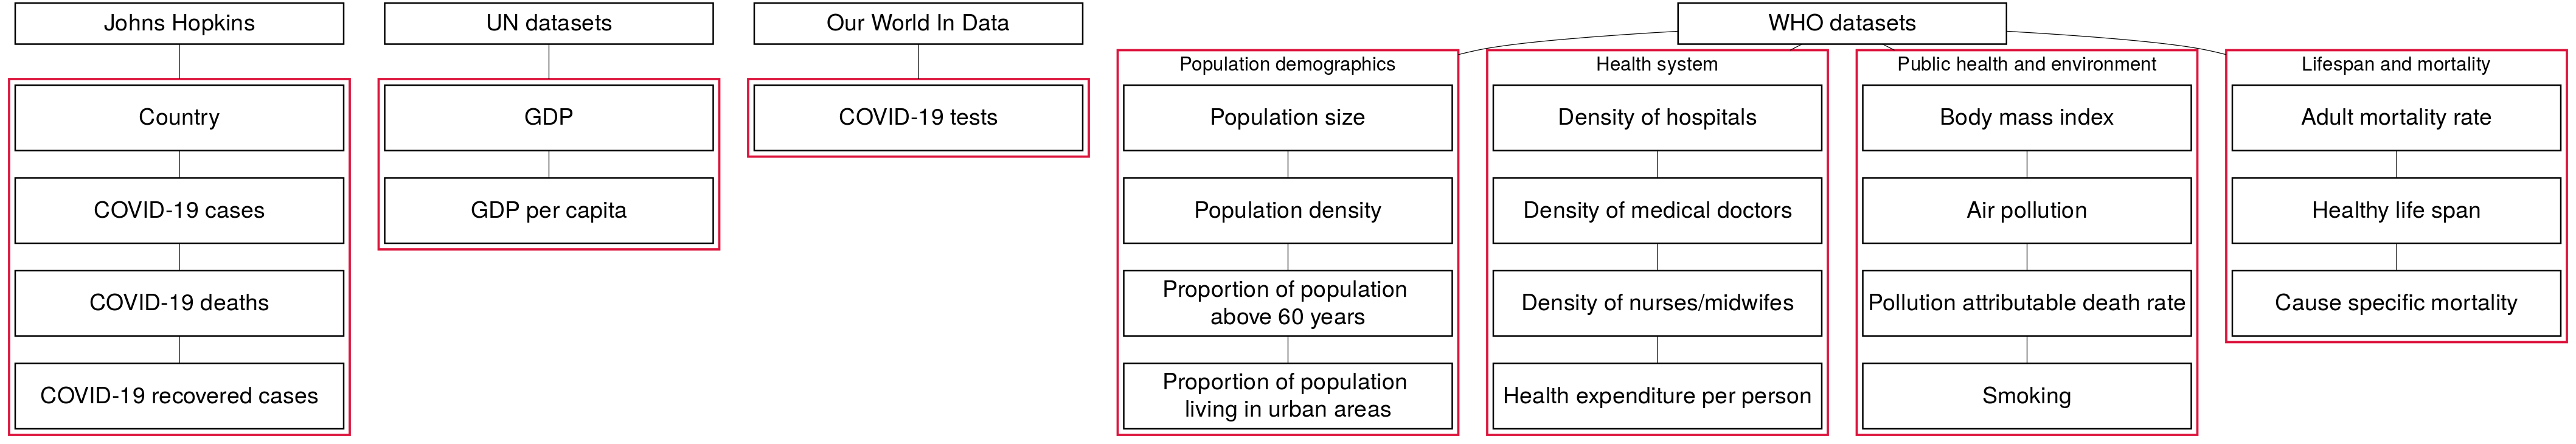 Johns Hopkins
Country
COVID-19 cases
COVID-19 deaths
COVID-19 recovered cases
UN datasets
GDP
GDP per capita
Our World In Data
COVID-19 tests
WHO datasets
Population demographics
Population size
Population density
Proportion of population
above 60 years
Proportion of population
living in urban areas
Health system
Density of hospitals
Density of medical doctors
Density of nurses/midwifes
Health expenditure per person
Public health and environment
Body mass index
Air pollution
Pollution attributable death rate
Smoking
Lifespan and mortality
Adult mortality rate
Healthy life span
Cause specific mortality